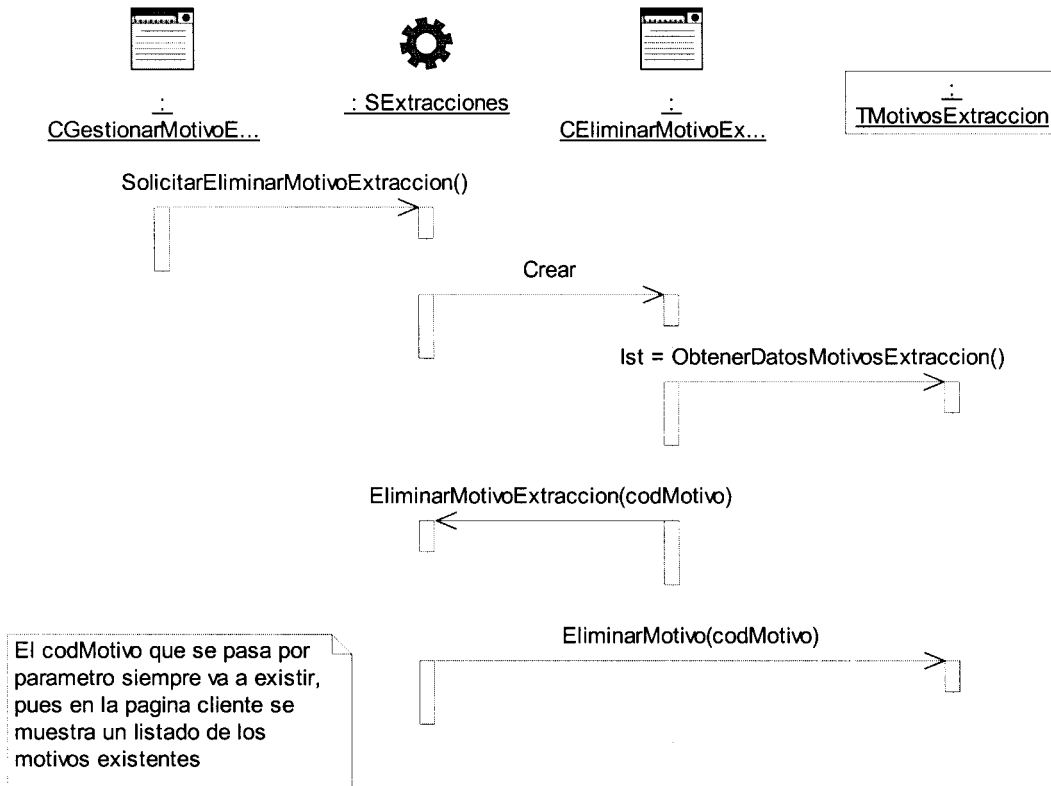 :
CGestionarMotivoE...
: SExtracciones
:
CEliminarMotivoEx...
:
TMotivosExtraccion
SolicitarEliminarMotivoExtraccion()
Crear
lst = ObtenerDatosMotivosExtraccion()
EliminarMotivoExtraccion(codMotivo)
EliminarMotivo(codMotivo)
El codMotivo que se pasa por
parametro siempre va a existir,
pues en la pagina cliente se
muestra un listado de los
motivos existentes